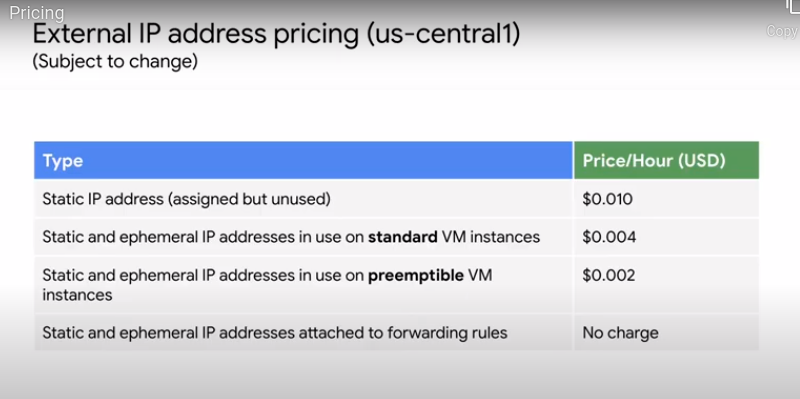 Pricing
External IP address pricing (us-central1)
Copy
(Subject to change)
Type Price/Hour (USD)
Static IP address (assigned but unused) $0.010
Static and ephemeral IP addresses in use on standard VM instances $0.004
Static and ephemeral IP addresses in use on preemptible VM $0.002
instances
Static and ephemeral IP addresses attached to forwarding rules No charge